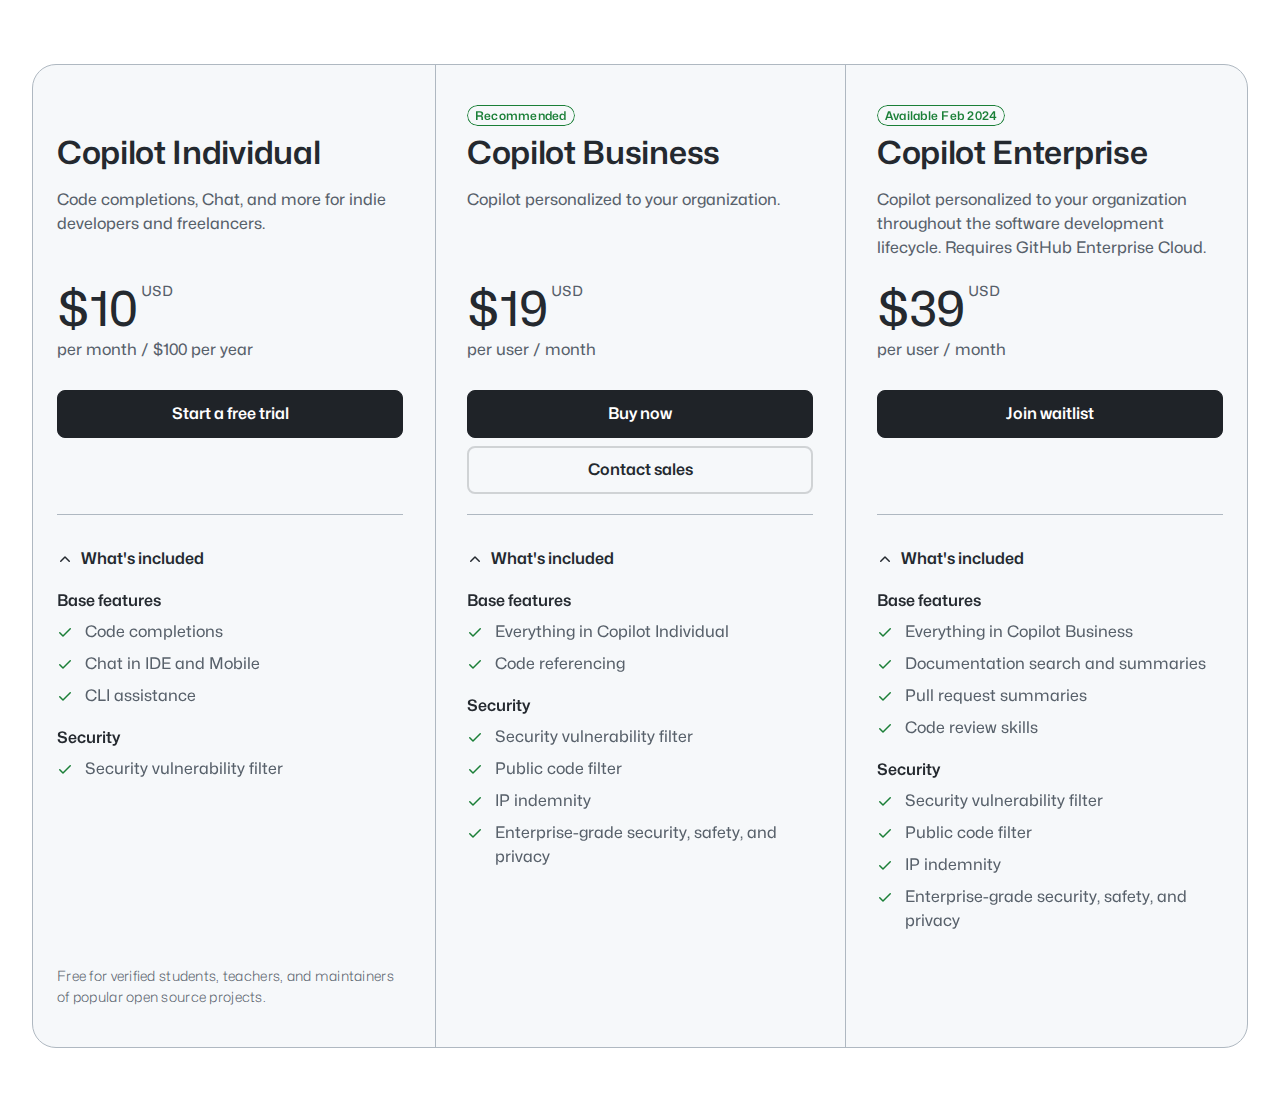 Copilot Individual
Code completions, Chat, and more for indie
developers and freelancers.
$10 USD
per month / $100 per year
Start a free trial
What's included
Base features
Code completions
Chat in IDE and Mobile
CLI assistance
Security
Security vulnerability filter
Free for verified students, teachers, and maintainers
of popular open source projects.
Recommended
Copilot Business
Copilot personalized to your organization.
$19 USD
per user / month
Buy now
Contact sales
What's included
Base features
Everything in Copilot Individual
Code referencing
Security
Security vulnerability filter
Public code filter
IP indemnity
Enterprise-grade security, safety, and
privacy
Available Feb 2024
Copilot Enterprise
Copilot personalized to your organization
throughout the software development
lifecycle. Requires GitHub Enterprise Cloud.
$39 USD
per user / month
Join waitlist
What's included
Base features
Everything in Copilot Business
Documentation search and summaries
Pull request summaries
Code review skills
Security
Security vulnerability filter
Public code filter
IP indemnity
Enterprise-grade security, safety, and
privacy